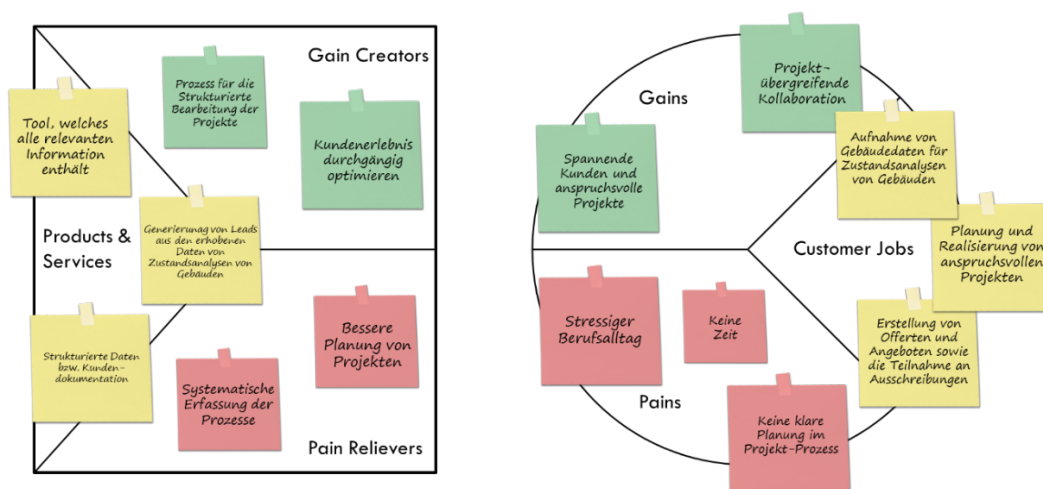 Gain Creators
Prozess für die
Strukturierte
Bearbeitung der
Projekte
Kundenerlebnis
durchgängig
optimieren
Tool, welches
alle relevanten
Information
enthält
Products &
Services
Generierunag von Leads
aus den erhobenen
Daten von
Zustandsanalysen von
Gebäuden
Strukturierte Daten
bzw. Kunden-
dokumentation
Bessere
Planung von
Projekten
Systematische
Erfassung der
Prozesse
Pain Relievers
Gains
Projekt-
übergreifende
Kollaboration
Spannende
Kunden und
anspruchsvolle
Projekte
Aufnahme von
Gebäudedaten für
Zustandsanalysen
von Gebäuden
Customer Jobs
Planung und
Realisierung von
anspruchsvollen
Projekten
Erstellung von
Offerten und
Angeboten sowie
die Teilnahme an
Ausschreibungen
Stressiger
Berufsalltag
Keine
Zeit
Pains
Keine klare
Planung im
Projekt-Prozess